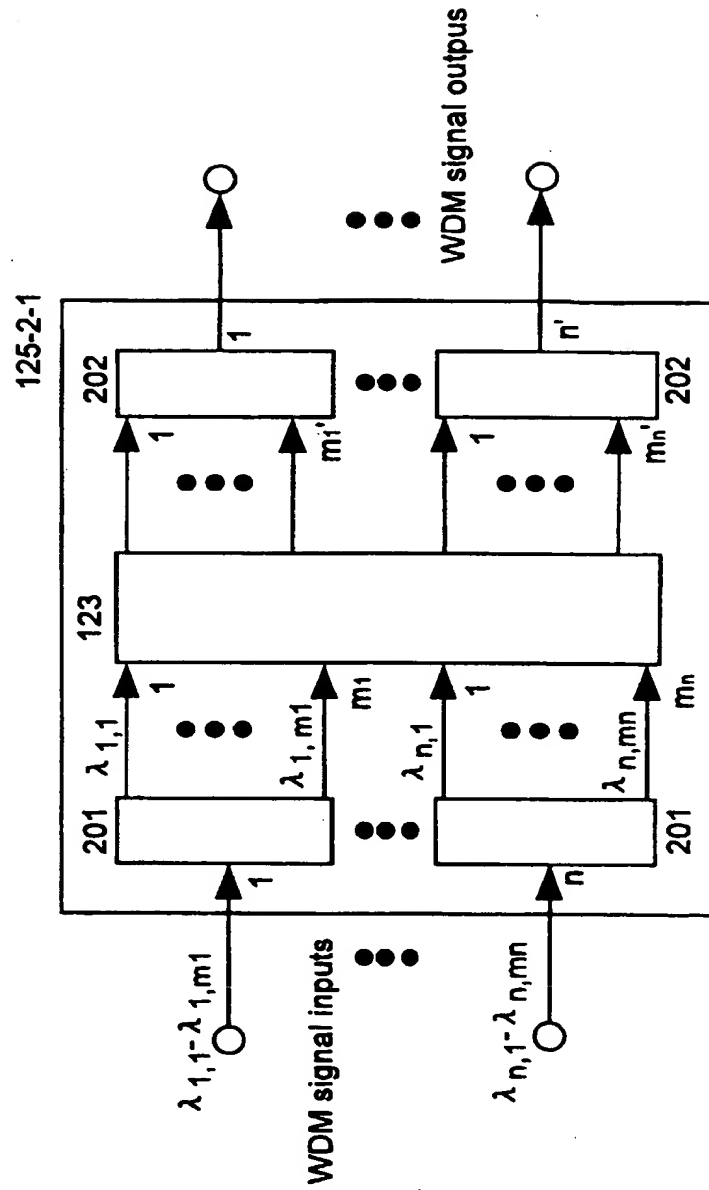 125-2-1
201
123
202
λ1,1-λ1,m1
1
λ1,1
1
1
1
λ1, m1
m1
m1'
WDM signal inputs
WDM signal outpus
λn,1
1
1
λn,1-λn,mn
n
n'
λn,mn
mn
mn'
201
202